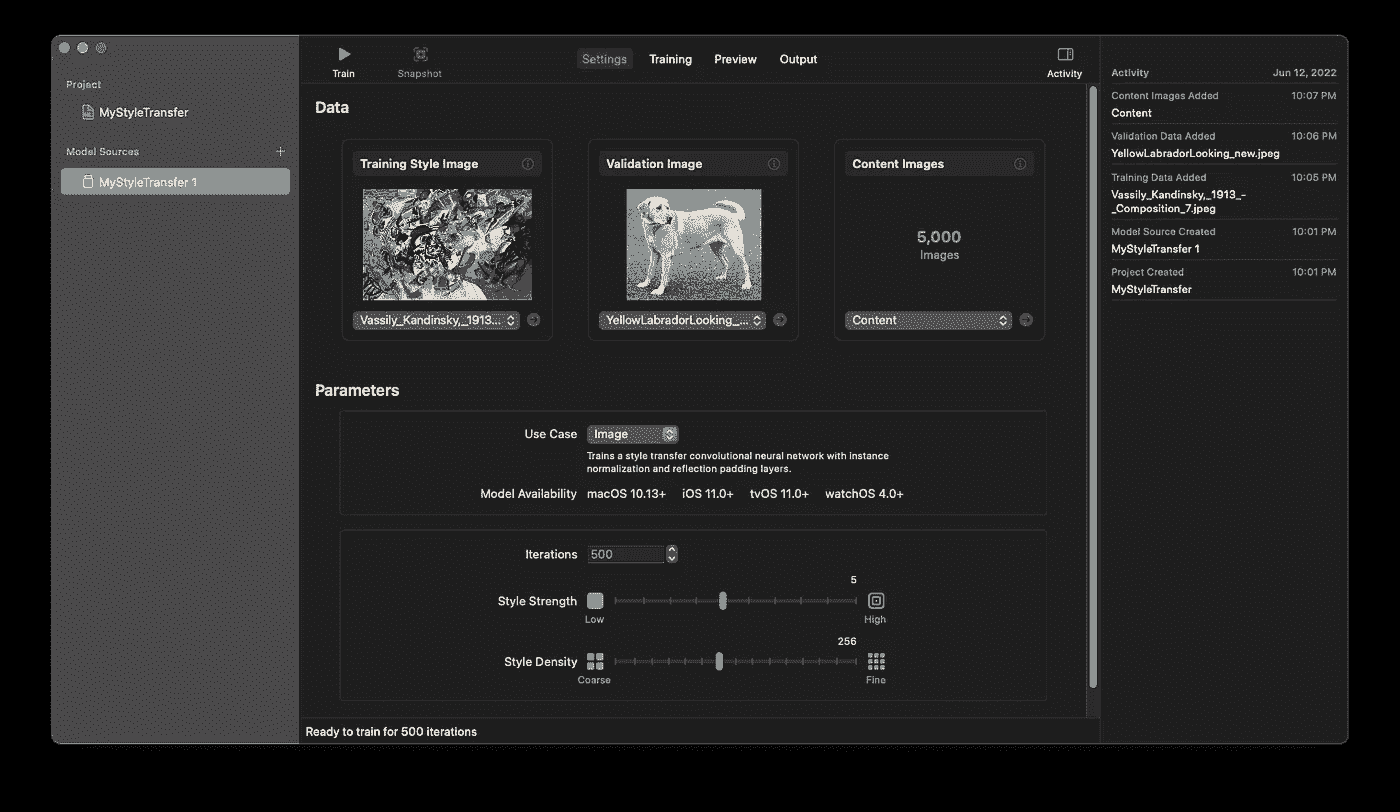 Project
MyStyleTransfer
Model Sources
MyStyleTransfer 1
Train
Snapshot
Settings
Training
Preview
Output
Activity
Data
Training Style Image
Validation Image
Content Images
5,000
Images
Vassily_Kandinsky,_1913...
YellowLabradorLooking_...
Content
Parameters
Use Case
Image
Trains a style transfer convolutional neural network with instance
normalization and reflection padding layers.
Model Availability
macOS 10.13+
iOS 11.0+
tvOS 11.0+
watchOS 4.0+
Iterations
500
5
Style Strength
Low
High
256
Style Density
Coarse
Fine
Ready to train for 500 iterations
Activity
Jun 12, 2022
Content Images Added
10:07 PM
Content
Validation Data Added
10:06 PM
YellowLabradorLooking_new.jpeg
Training Data Added
10:05 PM
Vassily_Kandinsky,_1913_-
_Composition_7.jpeg
Model Source Created
10:01 PM
MyStyleTransfer 1
Project Created
10:01 PM
MyStyleTransfer